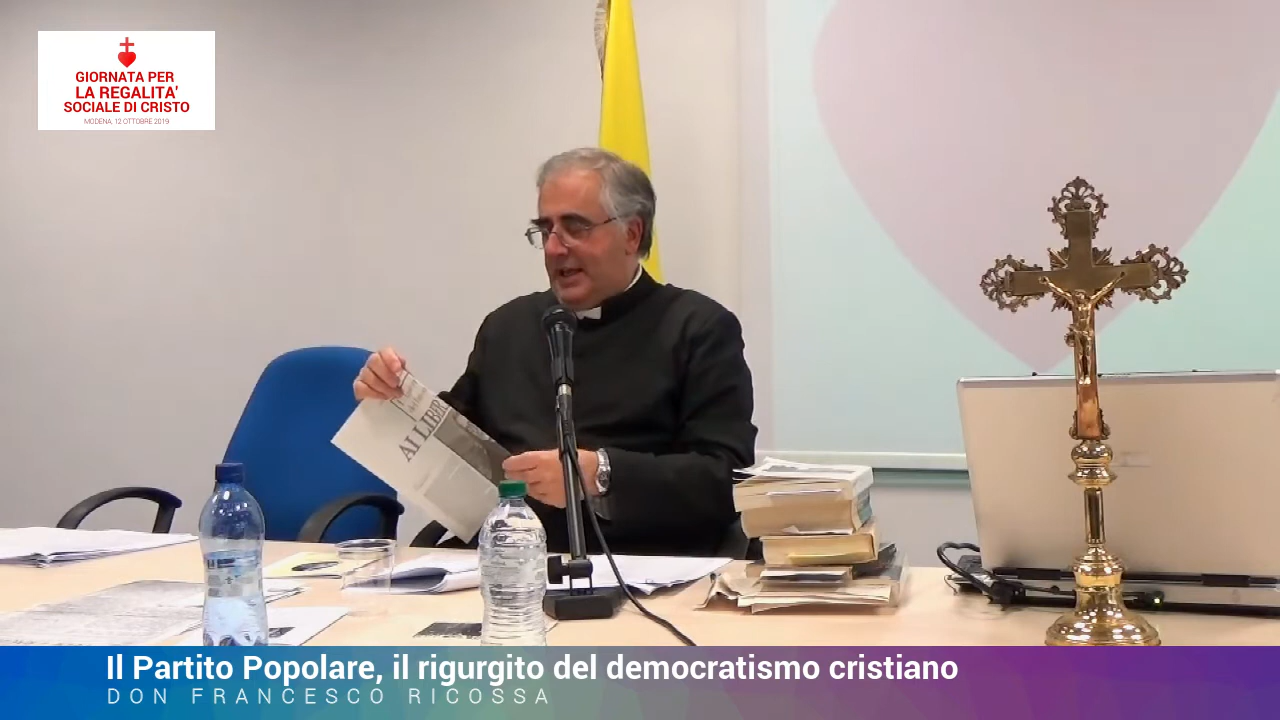 GIORNATA PER
LA REGALITA'
SOCIALE DI CRISTO
MODENA, 12 OTTOBRE 2019
AI LIBER
Il Partito Popolare, il rigurgito del democratismo cristiano
DON FRANCESCO RICOSSA